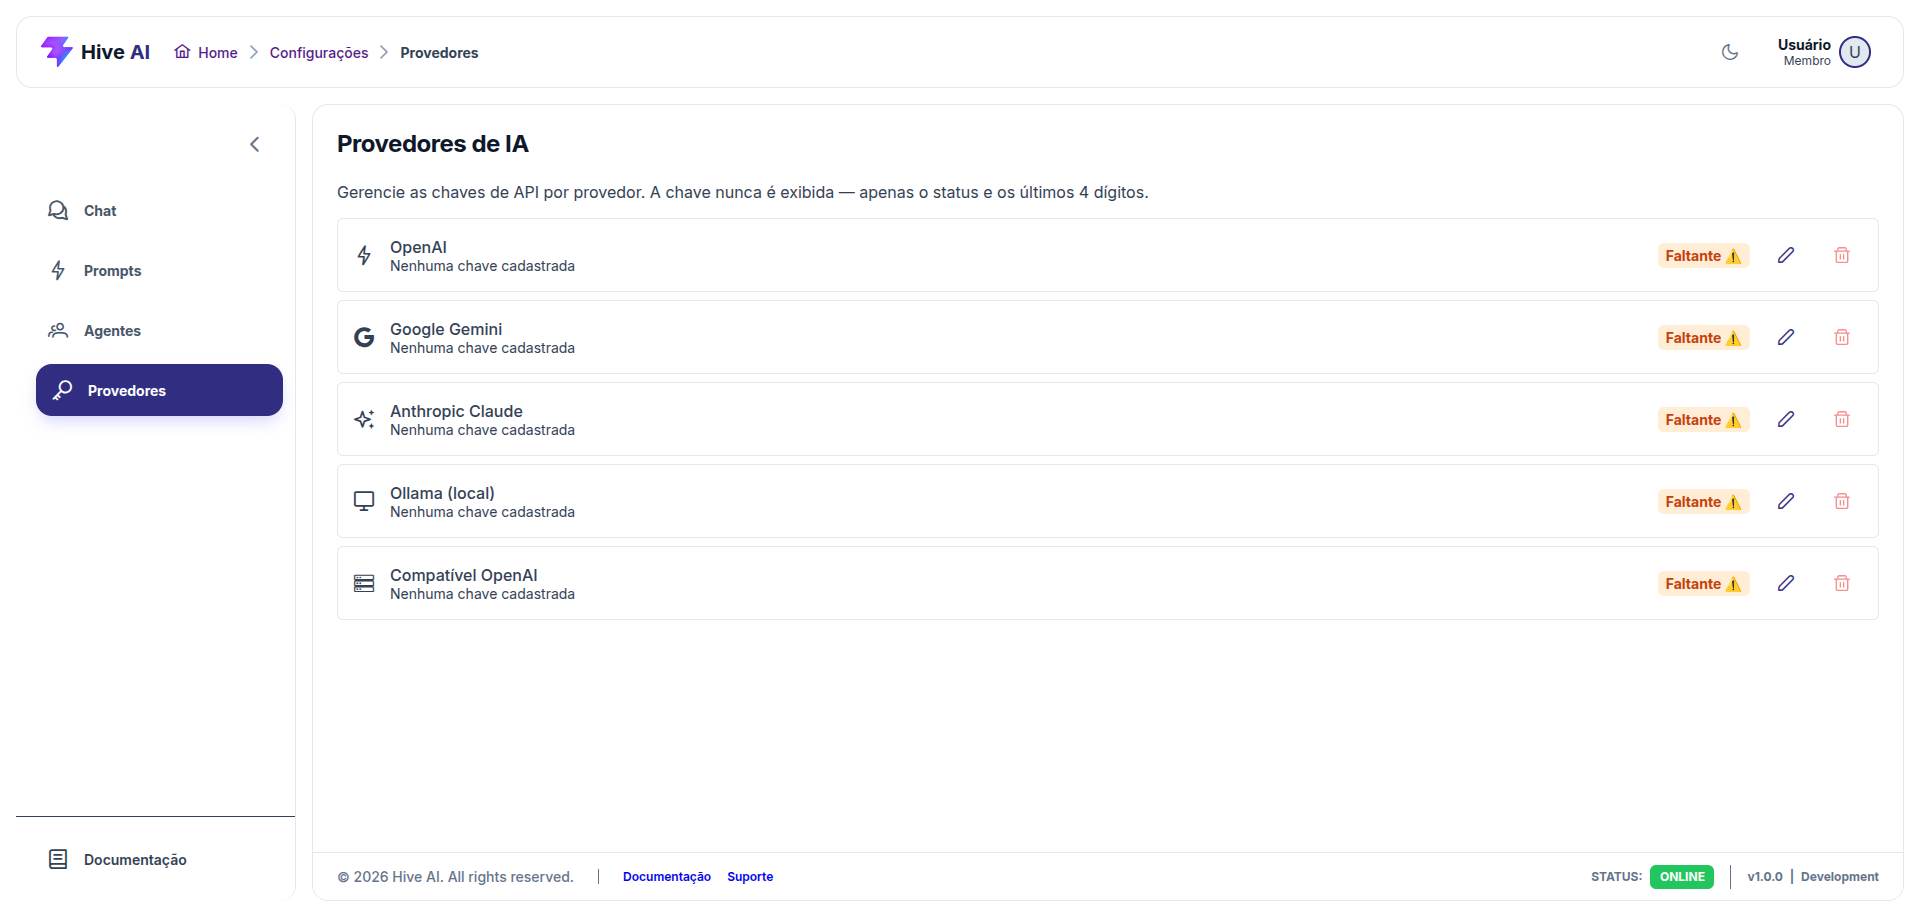 Hive AI
Home
Configurações
Provedores
Usuário
Membro
U
Chat
Prompts
Agentes
Provedores
Documentação
Provedores de IA
Gerencie as chaves de API por provedor. A chave nunca é exibida — apenas o status e os últimos 4 dígitos.
OpenAI
Nenhuma chave cadastrada
Faltante ⚠️
Google Gemini
Nenhuma chave cadastrada
Faltante ⚠️
Anthropic Claude
Nenhuma chave cadastrada
Faltante ⚠️
Ollama (local)
Nenhuma chave cadastrada
Faltante ⚠️
Compatível OpenAI
Nenhuma chave cadastrada
Faltante ⚠️
© 2026 Hive AI. All rights reserved. | Documentação Suporte
STATUS: ONLINE | v1.0.0 | Development